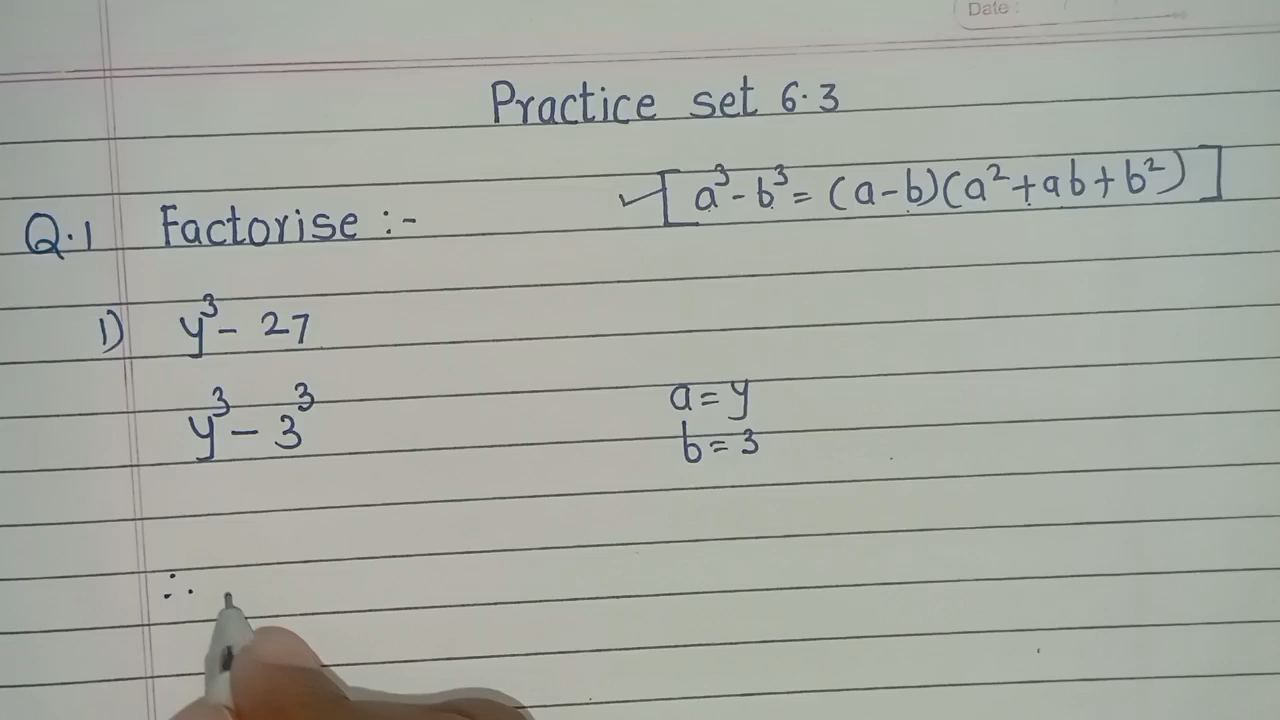 Date :
Practice set 6.3
[a³-b³ = (a-b)(a²+ab+b²)]
Q.1 Factorise :-
1) y³ - 27
y³ - 3³
a = y
b = 3
∴